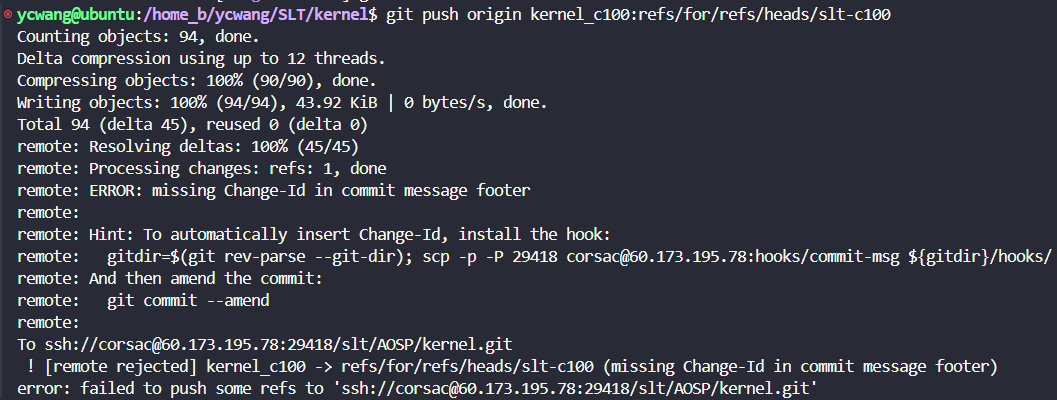 ycwang@ubuntu:/home_b/ycwang/SLT/kernel$ git push origin kernel_c100:refs/for/refs/heads/slt-c100
Counting objects: 94, done.
Delta compression using up to 12 threads.
Compressing objects: 100% (90/90), done.
Writing objects: 100% (94/94), 43.92 KiB | 0 bytes/s, done.
Total 94 (delta 45), reused 0 (delta 0)
remote: Resolving deltas: 100% (45/45)
remote: Processing changes: refs: 1, done
remote: ERROR: missing Change-Id in commit message footer
remote:
remote: Hint: To automatically insert Change-Id, install the hook:
remote:   gitdir=$(git rev-parse --git-dir); scp -p -P 29418 corsac@60.173.195.78:hooks/commit-msg ${gitdir}/hooks/
remote: And then amend the commit:
remote:   git commit --amend
remote:
To ssh://corsac@60.173.195.78:29418/slt/AOSP/kernel.git
 ! [remote rejected] kernel_c100 -> refs/for/refs/heads/slt-c100 (missing Change-Id in commit message footer)
error: failed to push some refs to 'ssh://corsac@60.173.195.78:29418/slt/AOSP/kernel.git'